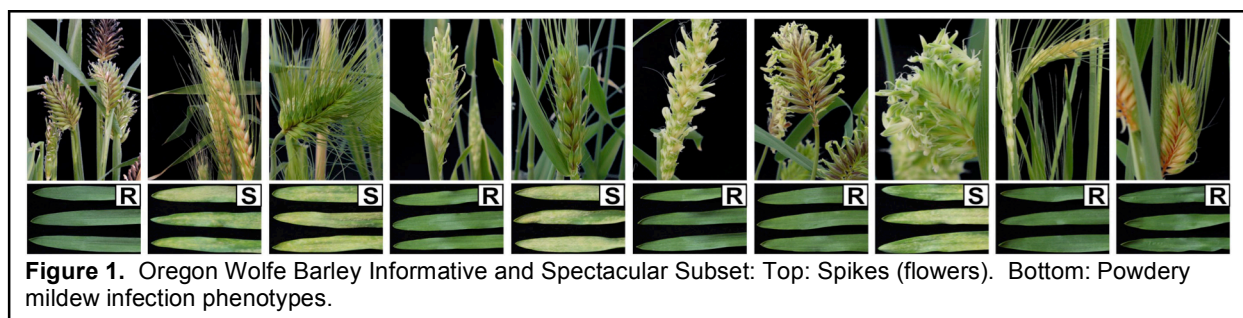 R S S R S R R S R R
Figure 1. Oregon Wolfe Barley Informative and Spectacular Subset: Top: Spikes (flowers). Bottom: Powdery
mildew infection phenotypes.